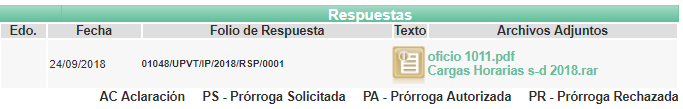 Respuestas
Edo. Fecha Folio de Respuesta Texto Archivos Adjuntos
24/09/2018 01048/UPVT/IP/2018/RSP/0001 oficio 1011.pdf
Cargas Horarias s-d 2018.rar
AC Aclaración PS - Prórroga Solicitada PA - Prórroga Autorizada PR - Prórroga Rechazada